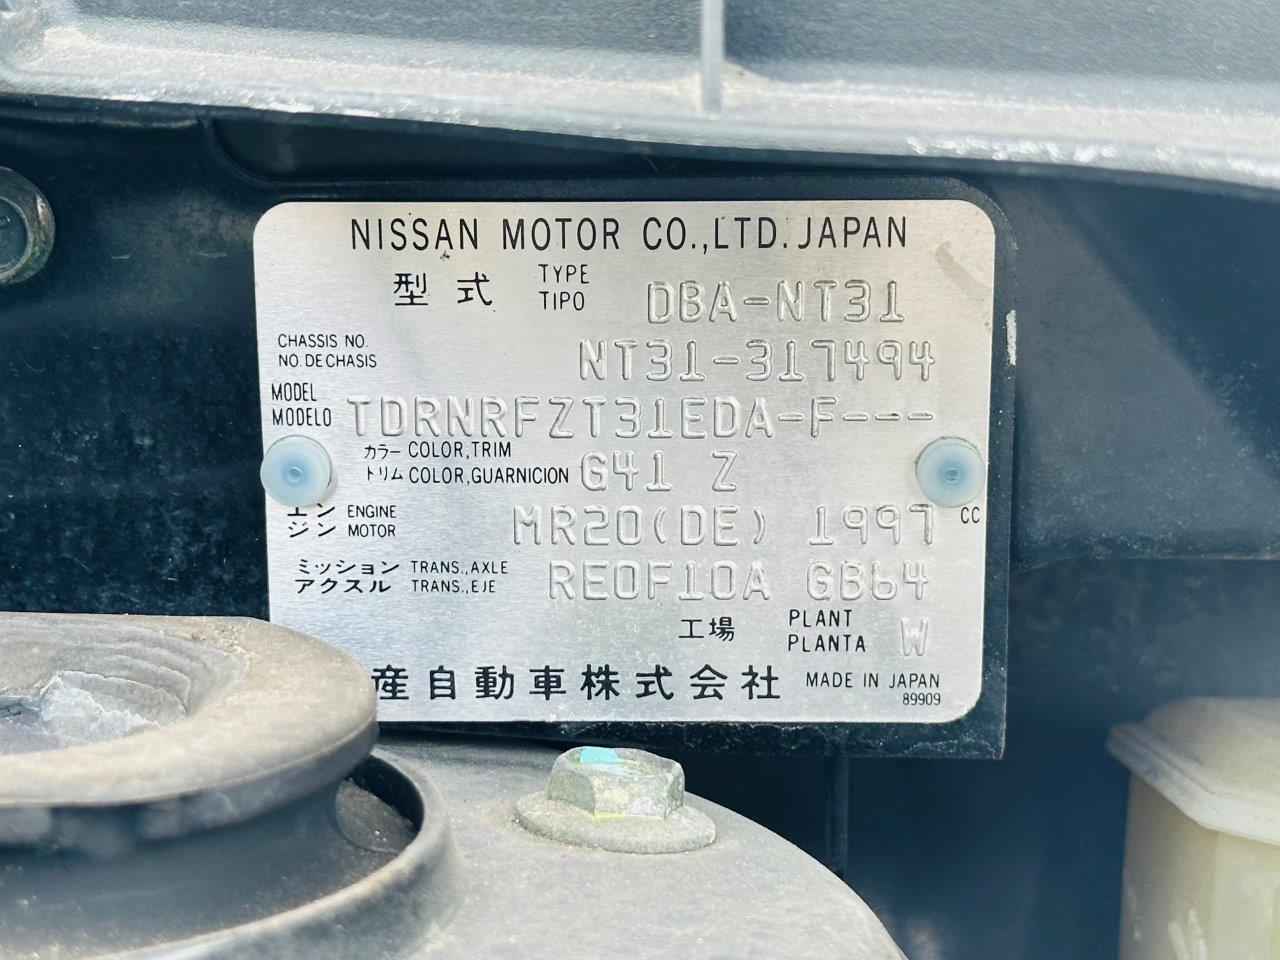 NISSAN MOTOR CO.,LTD. JAPAN
型式 TYPE TIPO DBA-NT31
CHASSIS NO.
NO. DE CHASIS NT31-317494
MODEL
MODELO TDRNRFZT31EDA-F---
カラー COLOR,TRIM
トリム COLOR,GUARNICION G41 Z
エン ENGINE
ジン MOTOR MR20(DE) 1997 CC
ミッション TRANS.,AXLE
アクスル TRANS.,EJE RE0F10A GB64
工場 PLANT PLANTA W
産自動車株式会社 MADE IN JAPAN
89909